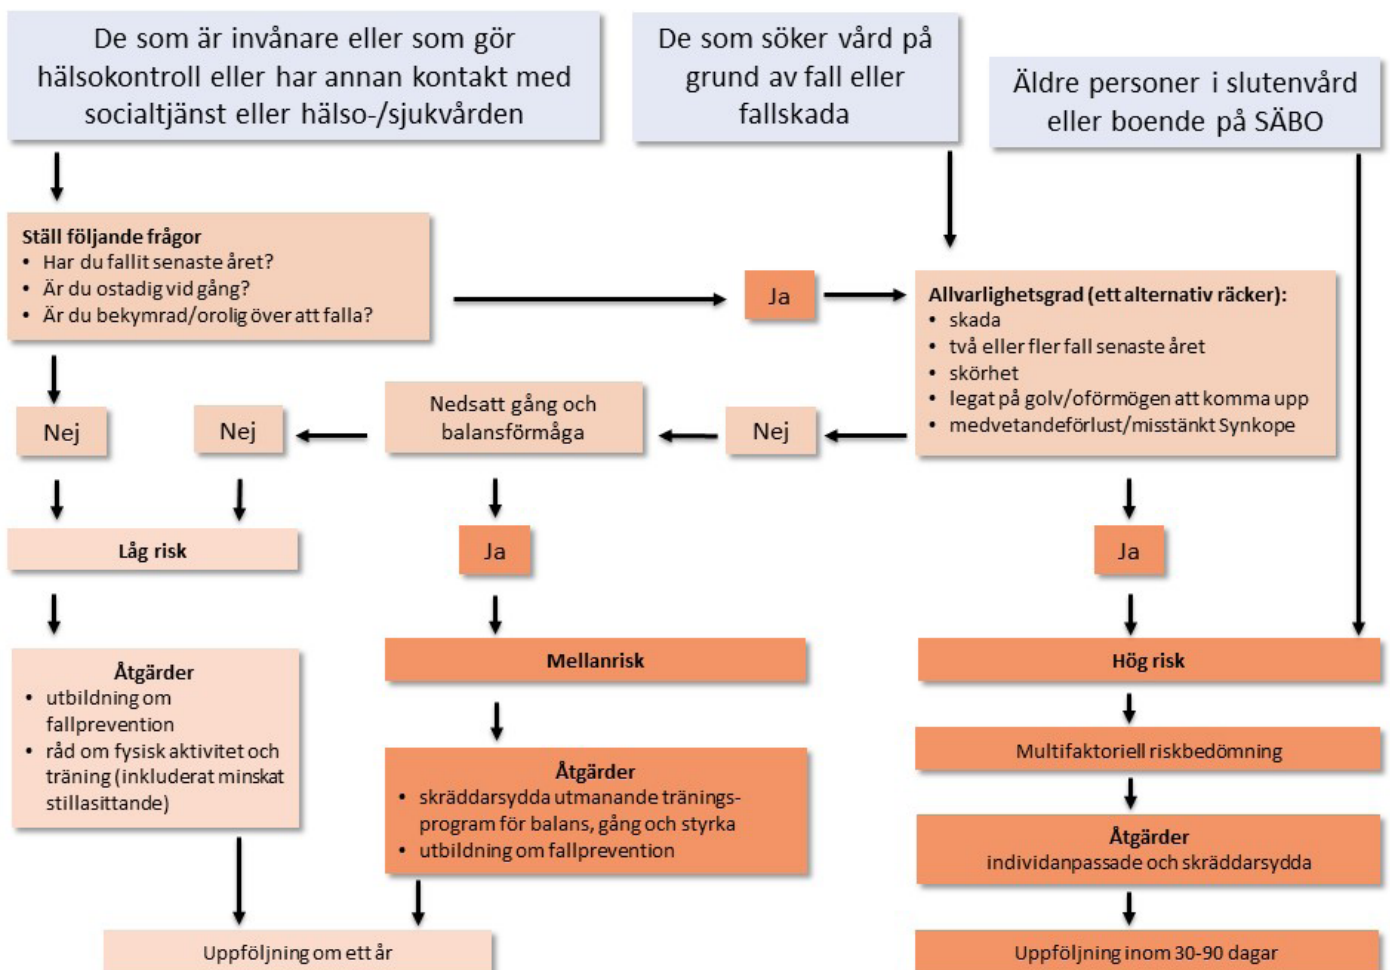 De som är invånare eller som gör
hälsokontroll eller har annan kontakt med
socialtjänst eller hälso-/sjukvården
De som söker vård på
grund av fall eller
fallskada
Äldre personer i slutenvård
eller boende på SÄBO
Ställ följande frågor
• Har du fallit senaste året?
• Är du ostadig vid gång?
• Är du bekymrad/orolig över att falla?
Ja
Allvarlighetsgrad (ett alternativ räcker):
• skada
• två eller fler fall senaste året
• skörhet
• legat på golv/oförmögen att komma upp
• medvetandeförlust/misstänkt Synkope
Nej
Nej
Nedsatt gång och
balansförmåga
Nej
Låg risk
Ja
Ja
Åtgärder
• utbildning om
fallprevention
• råd om fysisk aktivitet och
träning (inkluderat minskat
stillasittande)
Mellanrisk
Hög risk
Åtgärder
• skräddarsydda utmanande tränings-
program för balans, gång och styrka
• utbildning om fallprevention
Multifaktoriell riskbedömning
Åtgärder
individanpassade och skräddarsydda
Uppföljning om ett år
Uppföljning inom 30-90 dagar